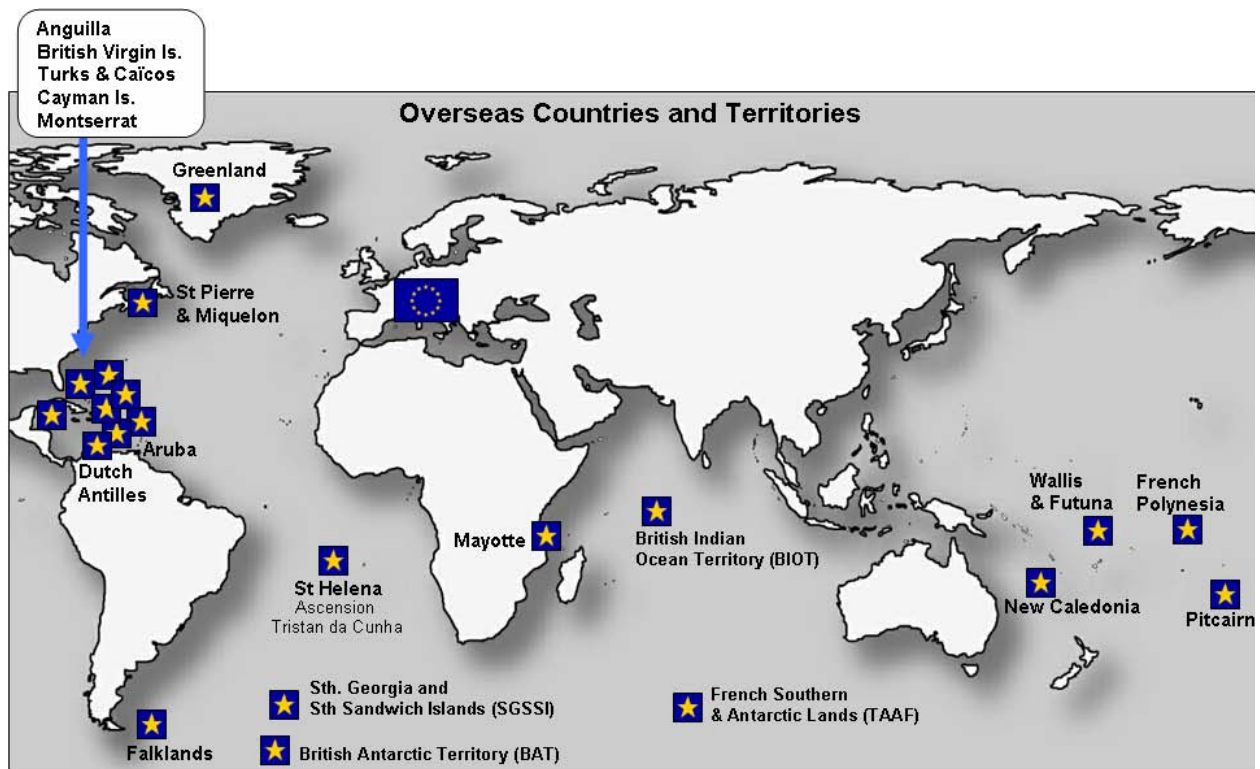 Anguilla
British Virgin Is.
Turks & Caïcos
Cayman Is.
Montserrat
Overseas Countries and Territories
Greenland
St Pierre
& Miquelon
Aruba
Dutch
Antilles
Wallis
& Futuna
French
Polynesia
Mayotte
British Indian
Ocean Territory (BIOT)
St Helena
Ascension
Tristan da Cunha
New Caledonia
Pitcairn
Sth. Georgia and
Sth Sandwich Islands (SGSSI)
French Southern
& Antarctic Lands (TAAF)
Falklands
British Antarctic Territory (BAT)